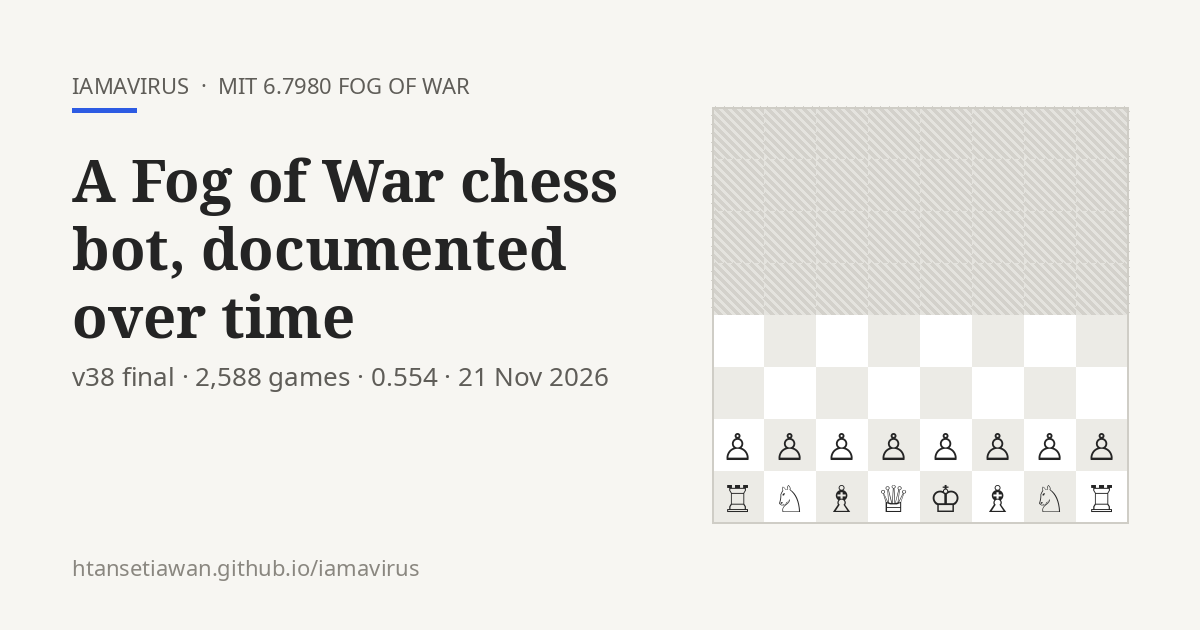 IAMAVIRUS · MIT 6.7980 FOG OF WAR
A Fog of War chess
bot, documented
over time
v38 final · 2,588 games · 0.554 · 21 Nov 2026
htansetiawan.github.io/iamavirus